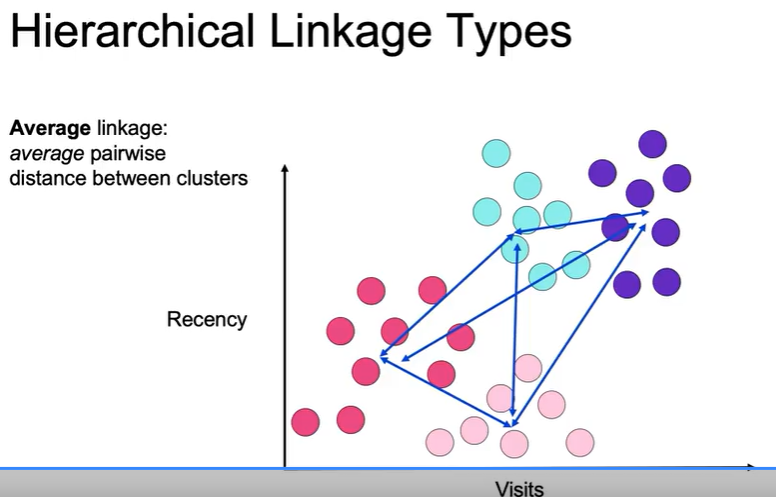 Hierarchical Linkage Types
Average linkage:
average pairwise
distance between clusters
Recency
Visits